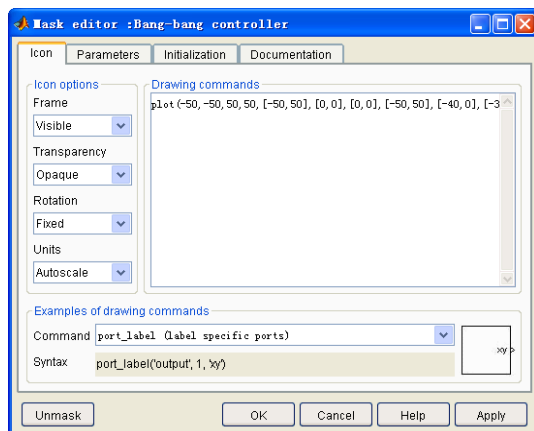 Mask editor :Bang-bang controller
Icon Parameters Initialization Documentation
Icon options
Frame
Visible
Transparency
Opaque
Rotation
Fixed
Units
Autoscale
Drawing commands
plot(-50,-50,50,50,[-50,50],[0,0],[0,0],[-50,50],[-40,0],[-3
Examples of drawing commands
Command port_label (label specific ports)
Syntax port_label('output', 1, 'xy')
xy >
Unmask OK Cancel Help Apply